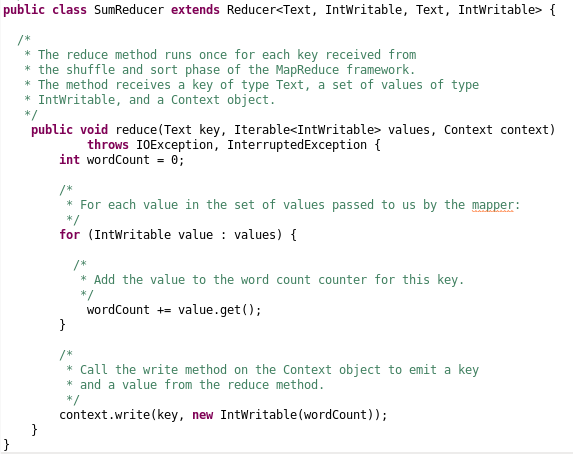 public class SumReducer extends Reducer<Text, IntWritable, Text, IntWritable> {

  /*
   * The reduce method runs once for each key received from
   * the shuffle and sort phase of the MapReduce framework.
   * The method receives a key of type Text, a set of values of type
   * IntWritable, and a Context object.
   */
    public void reduce(Text key, Iterable<IntWritable> values, Context context)
            throws IOException, InterruptedException {
        int wordCount = 0;

        /*
         * For each value in the set of values passed to us by the mapper:
         */
        for (IntWritable value : values) {

          /*
           * Add the value to the word count counter for this key.
           */
            wordCount += value.get();
        }

        /*
         * Call the write method on the Context object to emit a key
         * and a value from the reduce method.
         */
        context.write(key, new IntWritable(wordCount));
    }
}